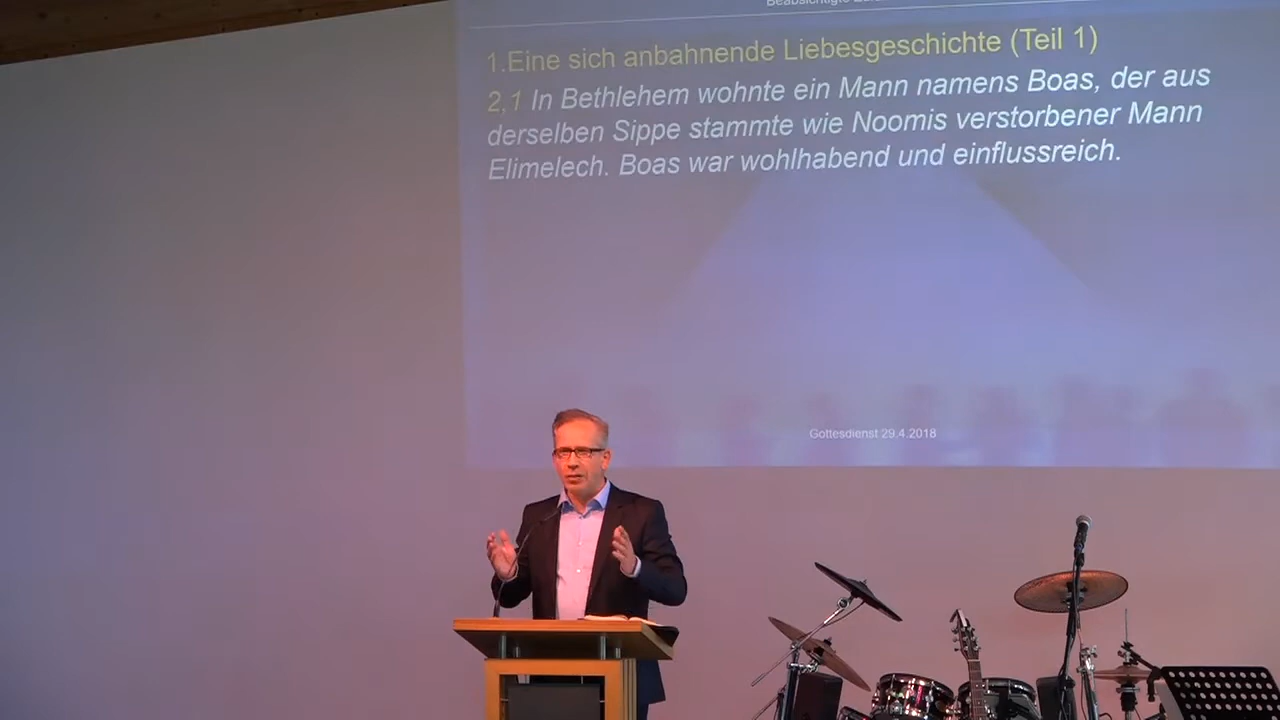 Beabsichtigte
1.Eine sich anbahnende Liebesgeschichte (Teil 1)
2,1 In Bethlehem wohnte ein Mann namens Boas, der aus
derselben Sippe stammte wie Noomis verstorbener Mann
Elimelech. Boas war wohlhabend und einflussreich.
Gottesdienst 29.4.2018